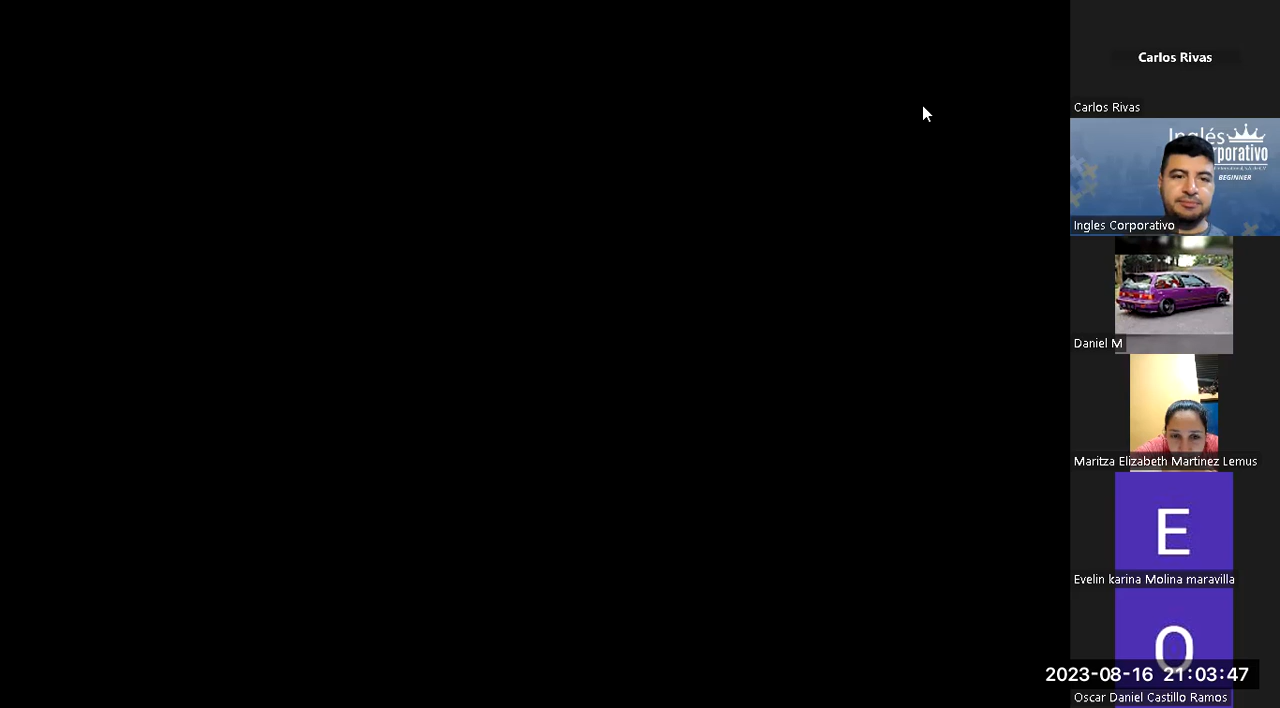 Carlos Rivas
Carlos Rivas
Inglés
Corporativo
BEGINNER
Ingles Corporativo
Daniel M
Maritza Elizabeth Martinez Lemus
E
Evelin karina Molina maravilla
O
2023-08-16 21:03:47
Oscar Daniel Castillo Ramos